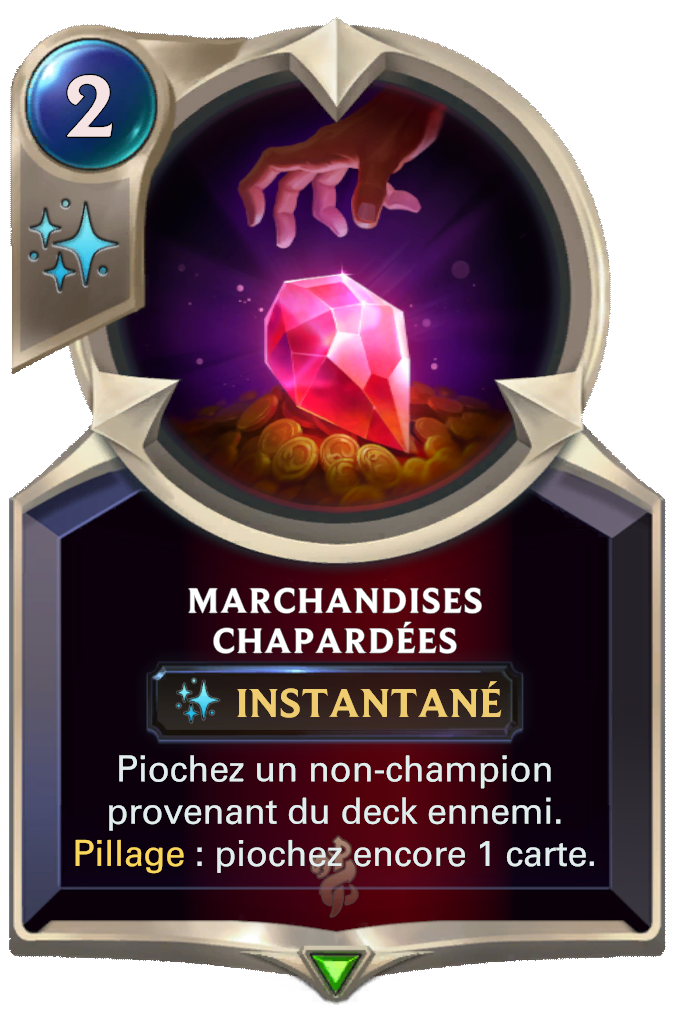 2
MARCHANDISES
CHAPARDÉES
INSTANTANÉ
Piochez un non-champion
provenant du deck ennemi.
Pillage : piochez encore 1 carte.